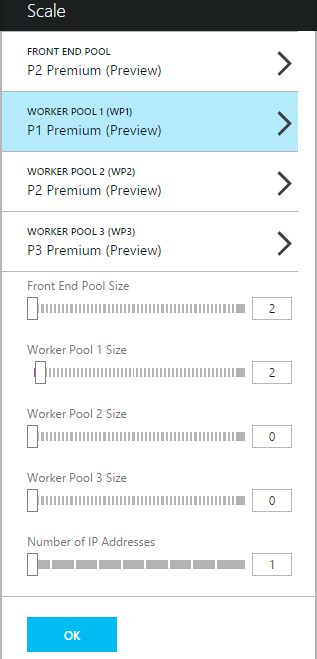 Scale
FRONT END POOL
P2 Premium (Preview)
WORKER POOL 1 (WP1)
P1 Premium (Preview)
WORKER POOL 2 (WP2)
P2 Premium (Preview)
WORKER POOL 3 (WP3)
P3 Premium (Preview)
Front End Pool Size
2
Worker Pool 1 Size
2
Worker Pool 2 Size
0
Worker Pool 3 Size
0
Number of IP Addresses
1
OK